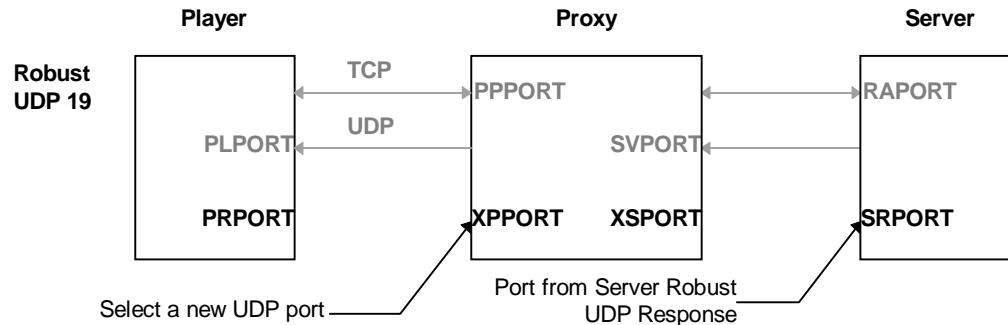 Player
Proxy
Server
Robust
UDP 19
TCP
PPPORT
RAPORT
UDP
PLPORT
SVPORT
PRPORT
XPPORT
XSPORT
SRPORT
Select a new UDP port
Port from Server Robust
UDP Response